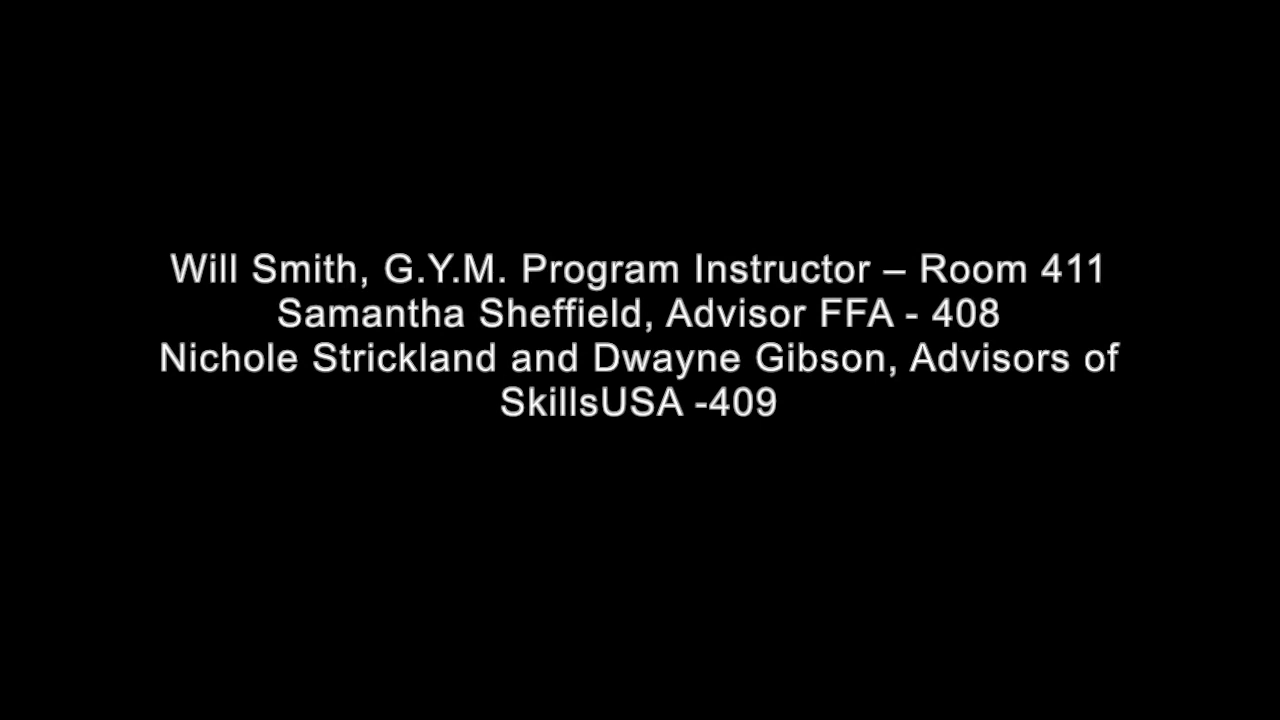 Will Smith, G.Y.M. Program Instructor – Room 411
Samantha Sheffield, Advisor FFA - 408
Nichole Strickland and Dwayne Gibson, Advisors of
SkillsUSA -409